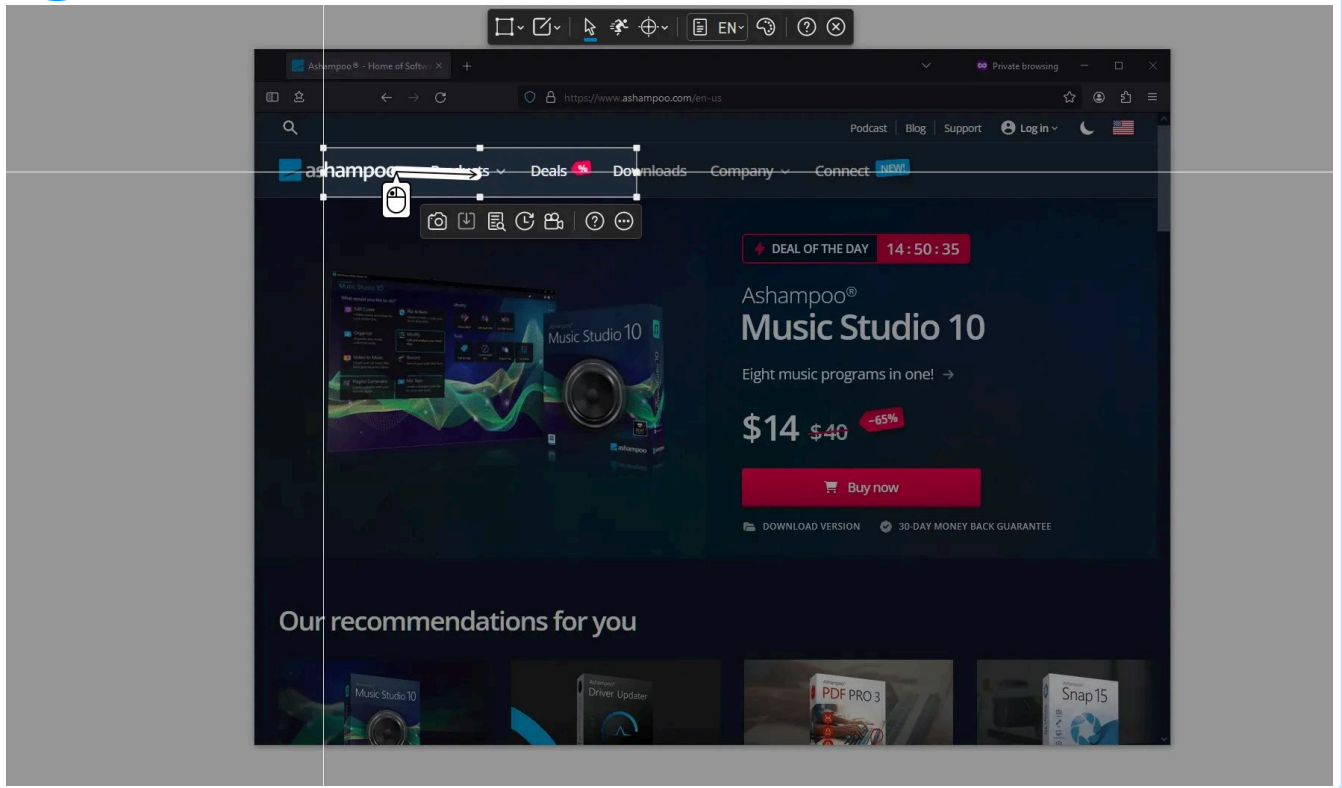 EN
Ashampoo® - Home of Softw
Private browsing
https://www.ashampoo.com/en-us
Podcast Blog Support Log in
ashampoo Products Deals % Downloads Company Connect NEW!
DEAL OF THE DAY 14:50:35
Ashampoo®
Music Studio 10
Eight music programs in one! →
$14 $40 -65%
Buy now
DOWNLOAD VERSION 30-DAY MONEY BACK GUARANTEE
Music Studio 10
ashampoo
Our recommendations for you
Music Studio 10
Driver Updater
PDF PRO 3
Snap 15